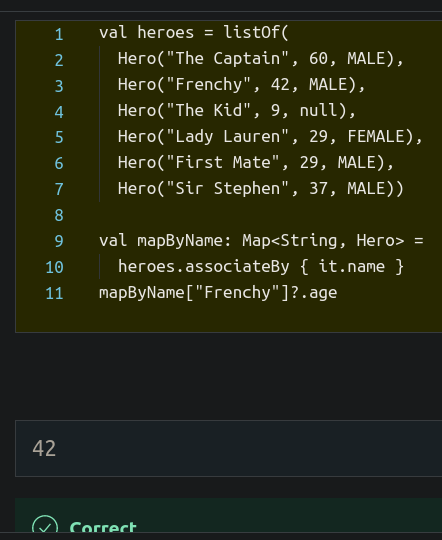 1 val heroes = listOf(
2 Hero("The Captain", 60, MALE),
3 Hero("Frenchy", 42, MALE),
4 Hero("The Kid", 9, null),
5 Hero("Lady Lauren", 29, FEMALE),
6 Hero("First Mate", 29, MALE),
7 Hero("Sir Stephen", 37, MALE))
8
9 val mapByName: Map<String, Hero> =
10 heroes.associateBy { it.name }
11 mapByName["Frenchy"]?.age
42
Correct